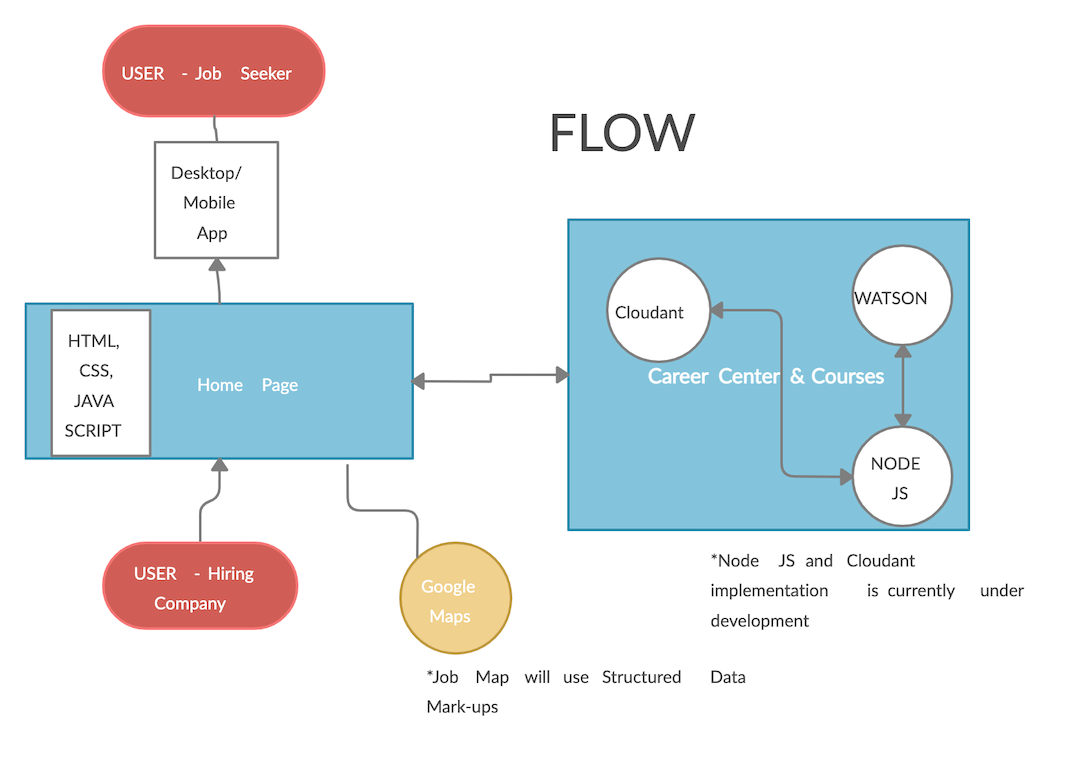 USER - Job Seeker
FLOW
Desktop/
Mobile
App
HTML,
CSS,
JAVA
SCRIPT
Home Page
Cloudant
WATSON
Career Center & Courses
NODE
JS
USER - Hiring
Company
Google
Maps
*Node JS and Cloudant
implementation is currently under
development
*Job Map will use Structured Data
Mark-ups